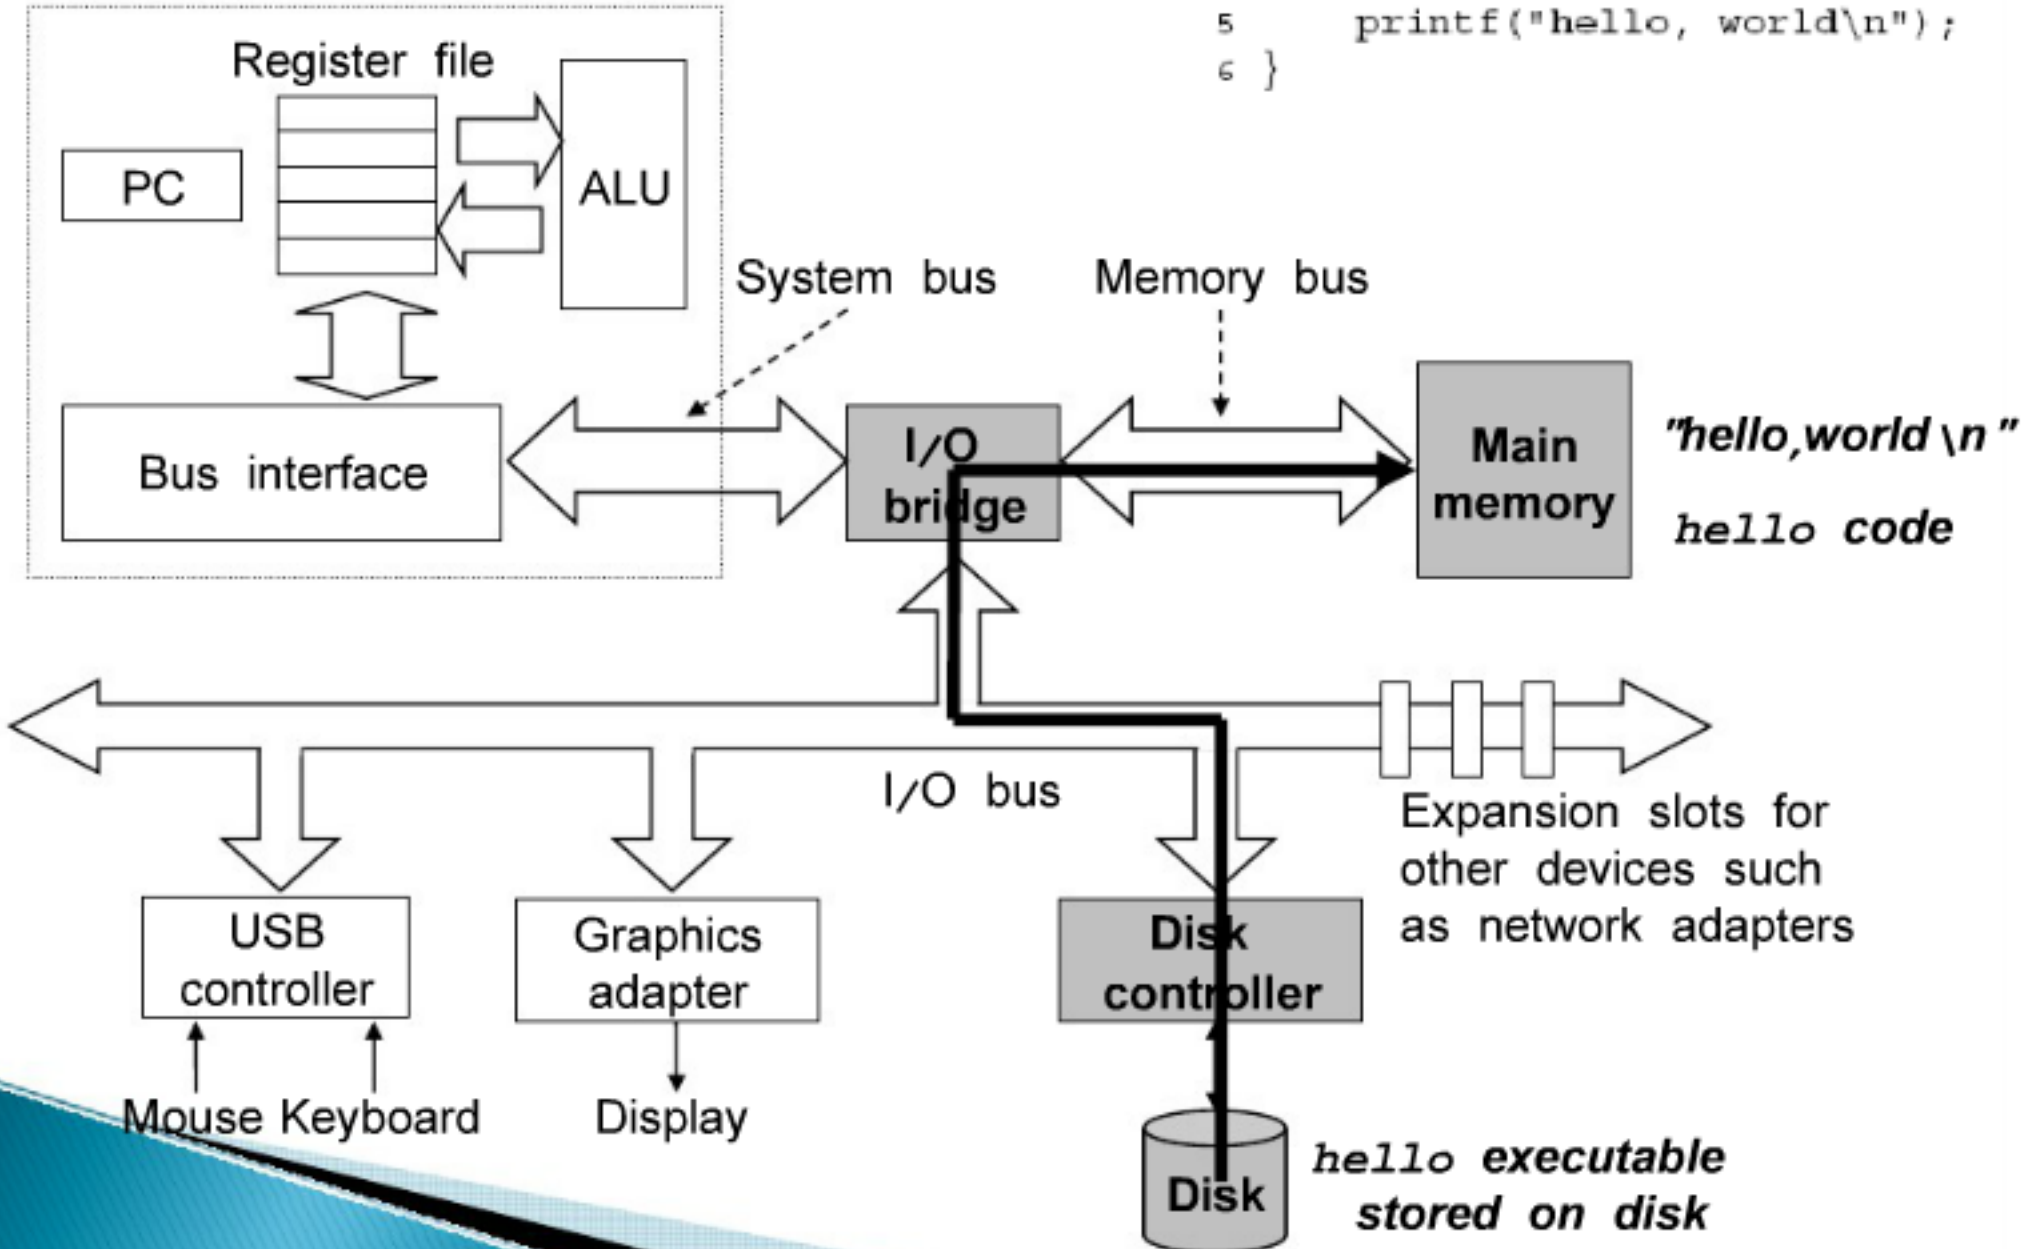 5 printf("hello, world\n");
6 }
Register file
PC
ALU
System bus
Memory bus
Bus interface
I/O
bridge
Main
memory
"hello,world \n"
hello code
I/O bus
Expansion slots for
other devices such
as network adapters
USB
controller
Graphics
adapter
Disk
controller
Mouse Keyboard
Display
Disk
hello executable
stored on disk